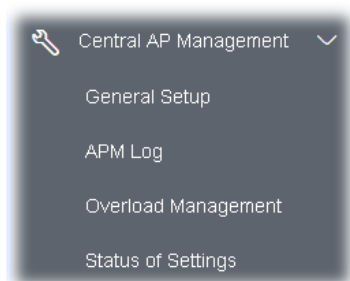 Central AP Management
General Setup
APM Log
Overload Management
Status of Settings